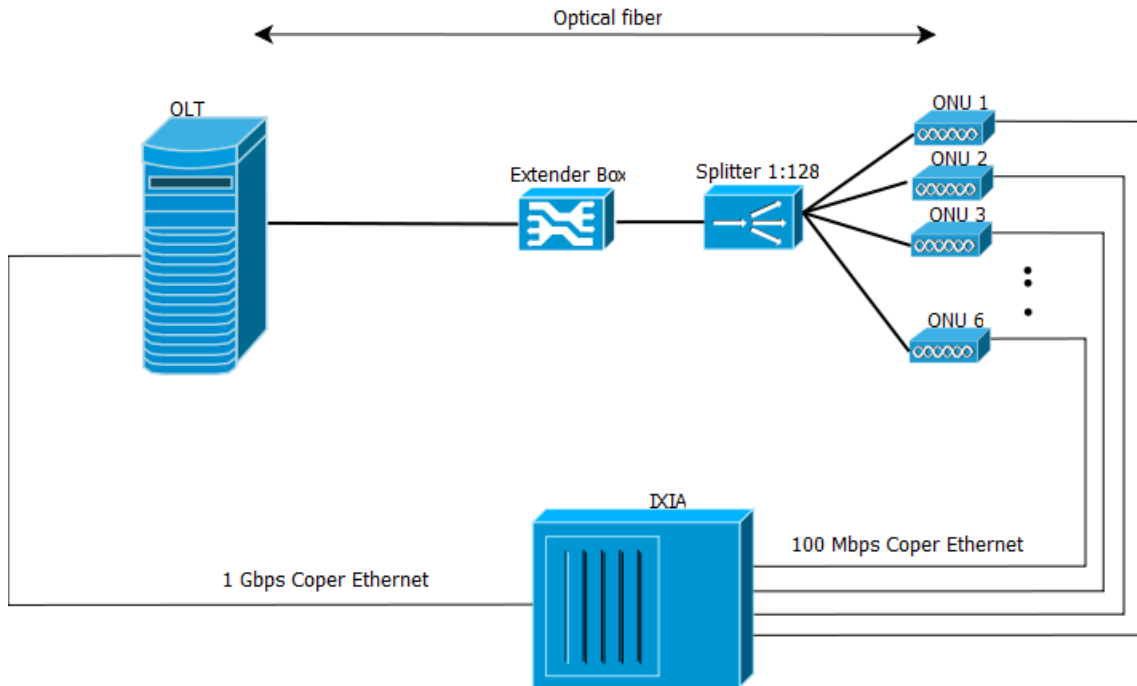 Optical fiber
OLT
Extender Box
Splitter 1:128
ONU 1
ONU 2
ONU 3
ONU 6
IXIA
100 Mbps Coper Ethernet
1 Gbps Coper Ethernet